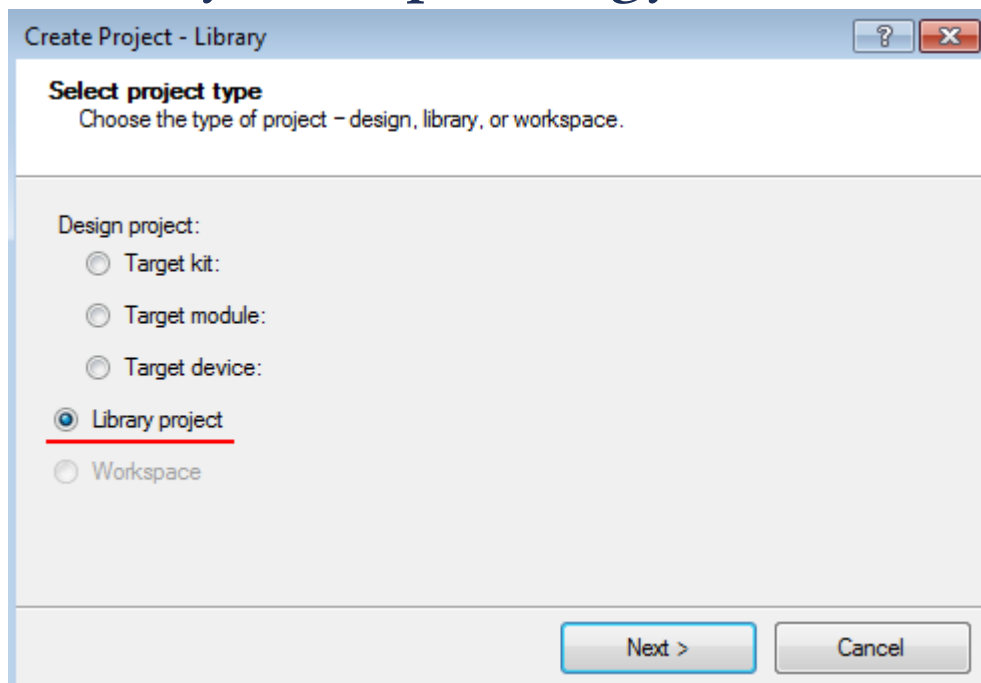 Create Project - Library
Select project type
Choose the type of project – design, library, or workspace.
Design project:
Target kit:
Target module:
Target device:
Library project
Workspace
Next >
Cancel